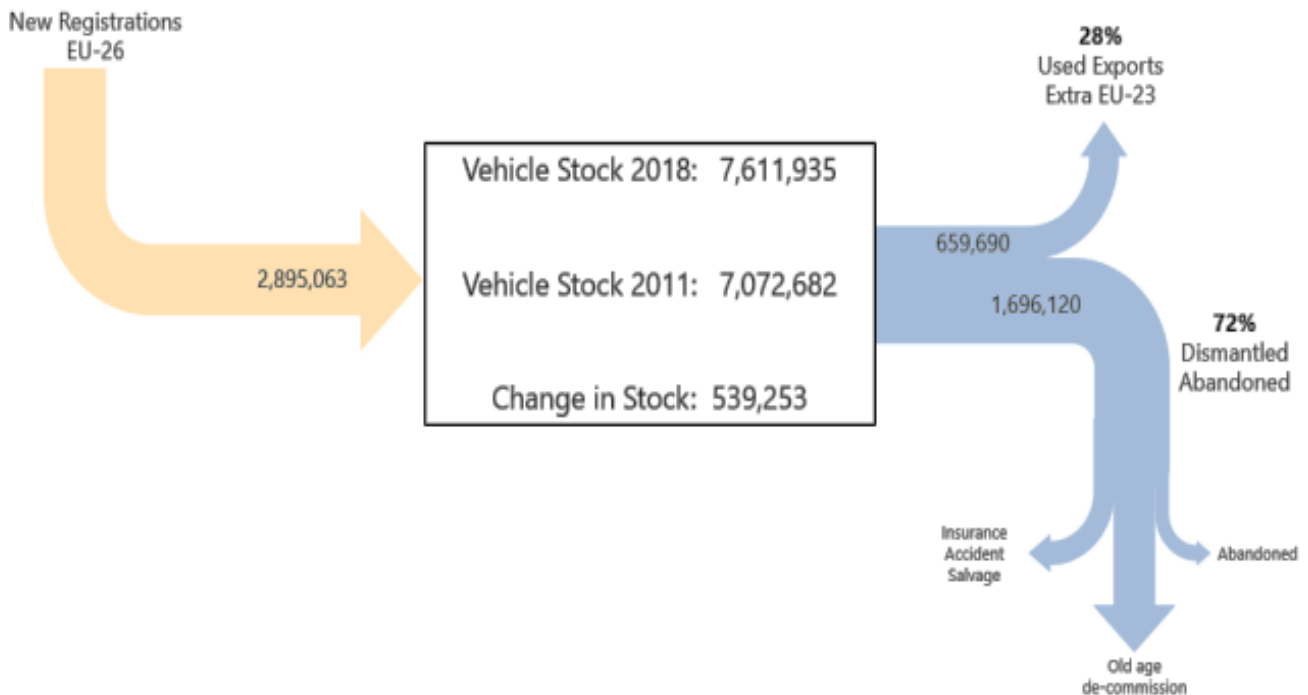 New Registrations
EU-26
28%
Used Exports
Extra EU-23
Vehicle Stock 2018: 7,611,935
659,690
2,895,063
Vehicle Stock 2011: 7,072,682
1,696,120
72%
Dismantled
Abandoned
Change in Stock: 539,253
Insurance
Accident
Salvage
Abandoned
Old age
de-commission